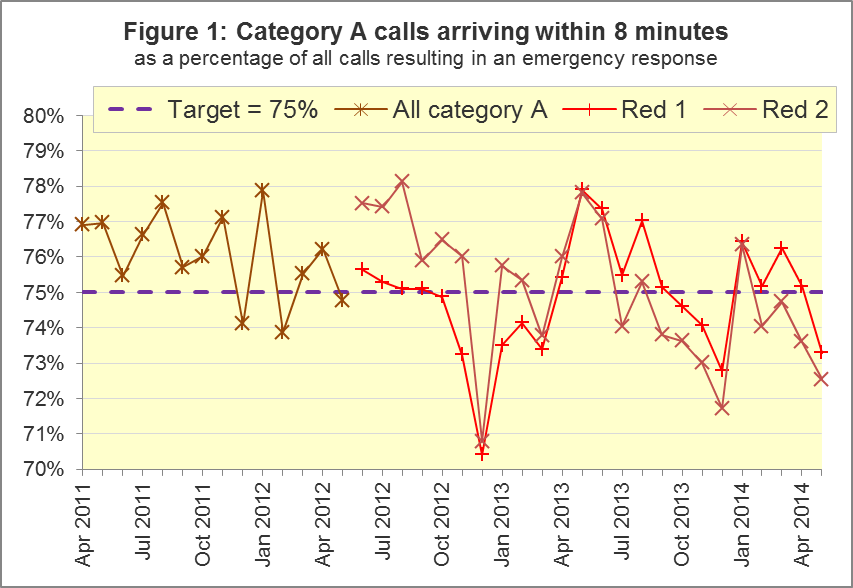 Figure 1: Category A calls arriving within 8 minutes
as a percentage of all calls resulting in an emergency response
Target = 75% All category A Red 1 Red 2
80%
79%
78%
77%
76%
75%
74%
73%
72%
71%
70%
Apr 2011 Jul 2011 Oct 2011 Jan 2012 Apr 2012 Jul 2012 Oct 2012 Jan 2013 Apr 2013 Jul 2013 Oct 2013 Jan 2014 Apr 2014